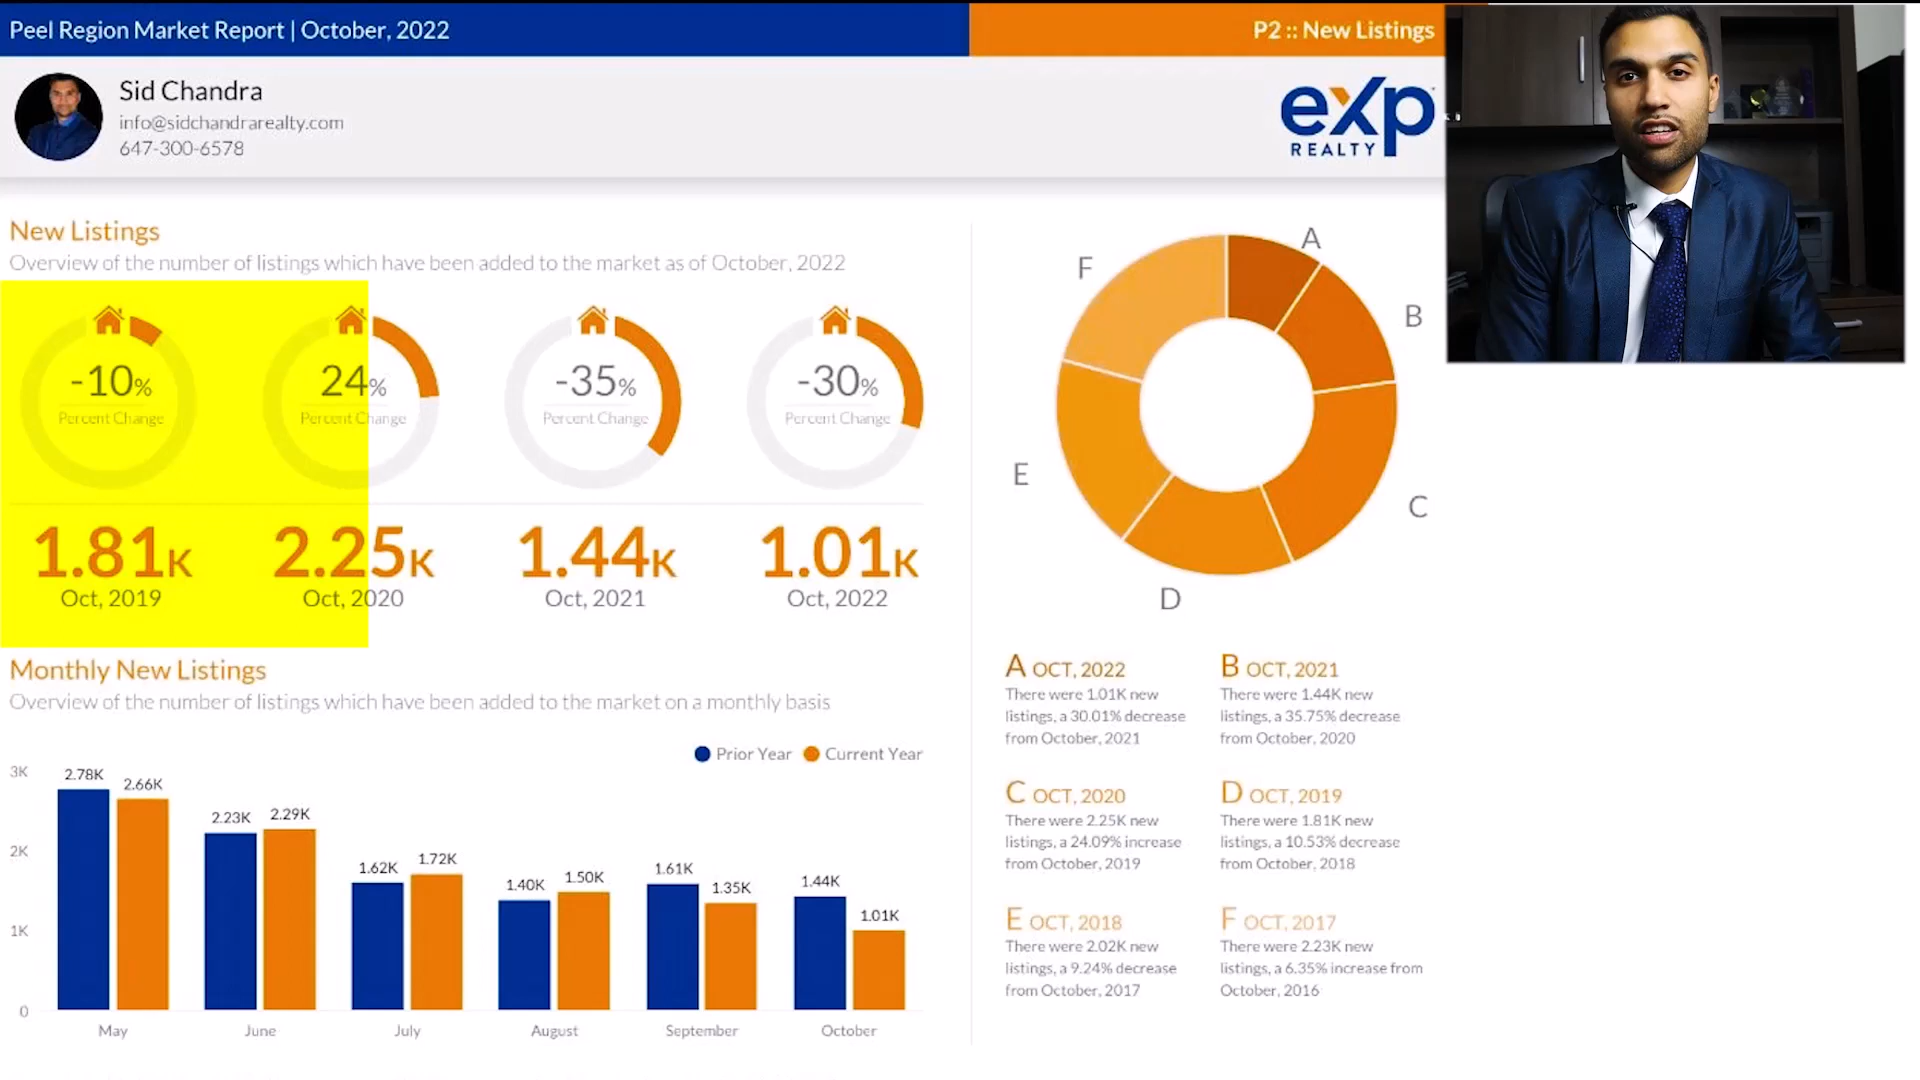 Peel Region Market Report | October, 2022
P2 :: New Listings
Sid Chandra
info@sidchandrarealty.com
647-300-6578
eXp
REALTY
New Listings
Overview of the number of listings which have been added to the market as of October, 2022
-10%
Percent Change
24%
Percent Change
-35%
Percent Change
-30%
Percent Change
1.81K
Oct, 2019
2.25K
Oct, 2020
1.44K
Oct, 2021
1.01K
Oct, 2022
Monthly New Listings
Overview of the number of listings which have been added to the market on a monthly basis
Prior Year
Current Year
3K
2K
1K
0
2.78K
2.66K
2.23K
2.29K
1.62K
1.72K
1.40K
1.50K
1.61K
1.35K
1.44K
1.01K
May
June
July
August
September
October
A
B
C
D
E
F
A OCT, 2022
There were 1.01K new
listings, a 30.01% decrease
from October, 2021
B OCT, 2021
There were 1.44K new
listings, a 35.75% decrease
from October, 2020
C OCT, 2020
There were 2.25K new
listings, a 24.09% increase
from October, 2019
D OCT, 2019
There were 1.81K new
listings, a 10.53% decrease
from October, 2018
E OCT, 2018
There were 2.02K new
listings, a 9.24% decrease
from October, 2017
F OCT, 2017
There were 2.23K new
listings, a 6.35% increase from
October, 2016